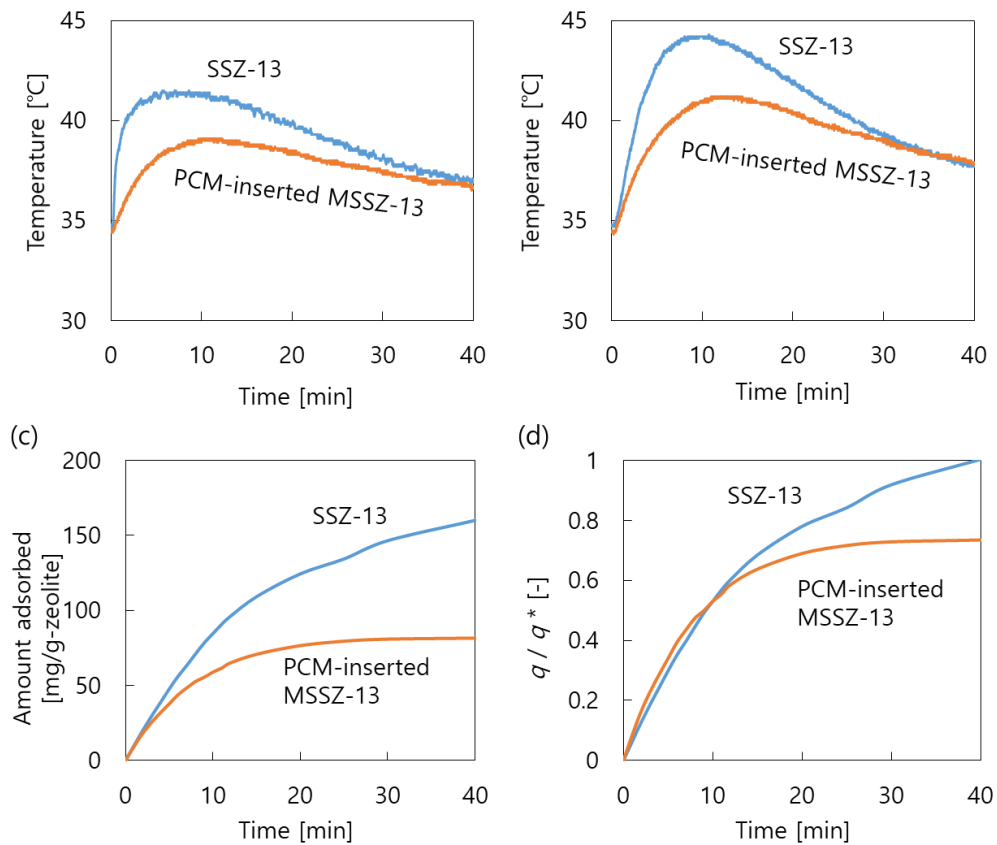 45
40
35
30
Temperature [℃]
SSZ-13
PCM-inserted MSSZ-13
0
10
20
30
40
Time [min]
45
40
35
30
Temperature [℃]
SSZ-13
PCM-inserted MSSZ-13
0
10
20
30
40
Time [min]
(c)
200
150
100
50
0
Amount adsorbed
[mg/g-zeolite]
SSZ-13
PCM-inserted
MSSZ-13
0
10
20
30
40
Time [min]
(d)
1
0.8
0.6
0.4
0.2
0
q / q* [-]
SSZ-13
PCM-inserted
MSSZ-13
0
10
20
30
40
Time [min]